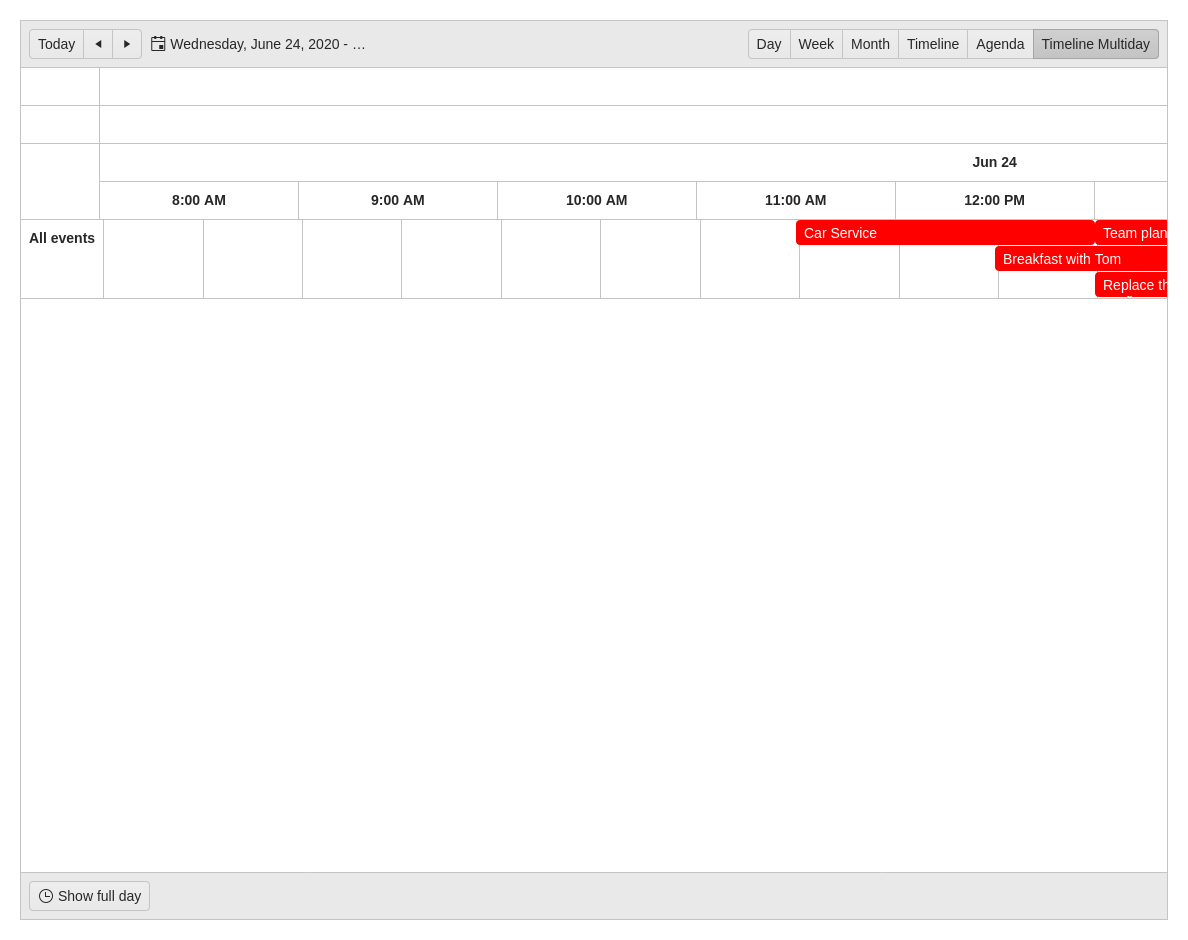 Today
Wednesday, June 24, 2020 - …
Day Week Month Timeline Agenda Timeline Multiday
Jun 24
8:00 AM 9:00 AM 10:00 AM 11:00 AM 12:00 PM
All events
Car Service
Team plan
Breakfast with Tom
Replace th
Show full day